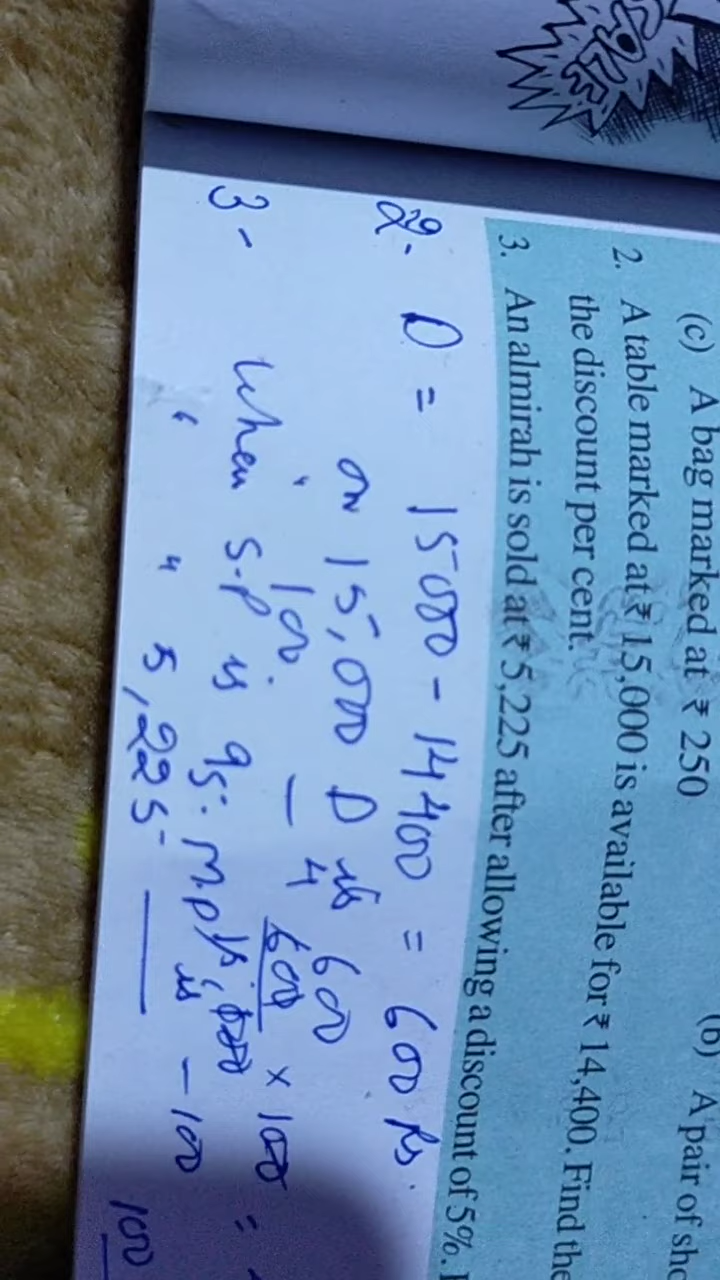 (c) A bag marked at ₹ 250
(b) A pair of sho
2. A table marked at ₹ 15,000 is available for ₹ 14,400. Find the
the discount per cent.
3. An almirah is sold at ₹ 5,225 after allowing a discount of 5%.
2. D = 15000 - 14400 = 600 Rs.
on 15,000 D is 600
" 100. — 4 600 × 100 =
3- When S.P is 95. M.P is - 100
" " 5,225 — 100